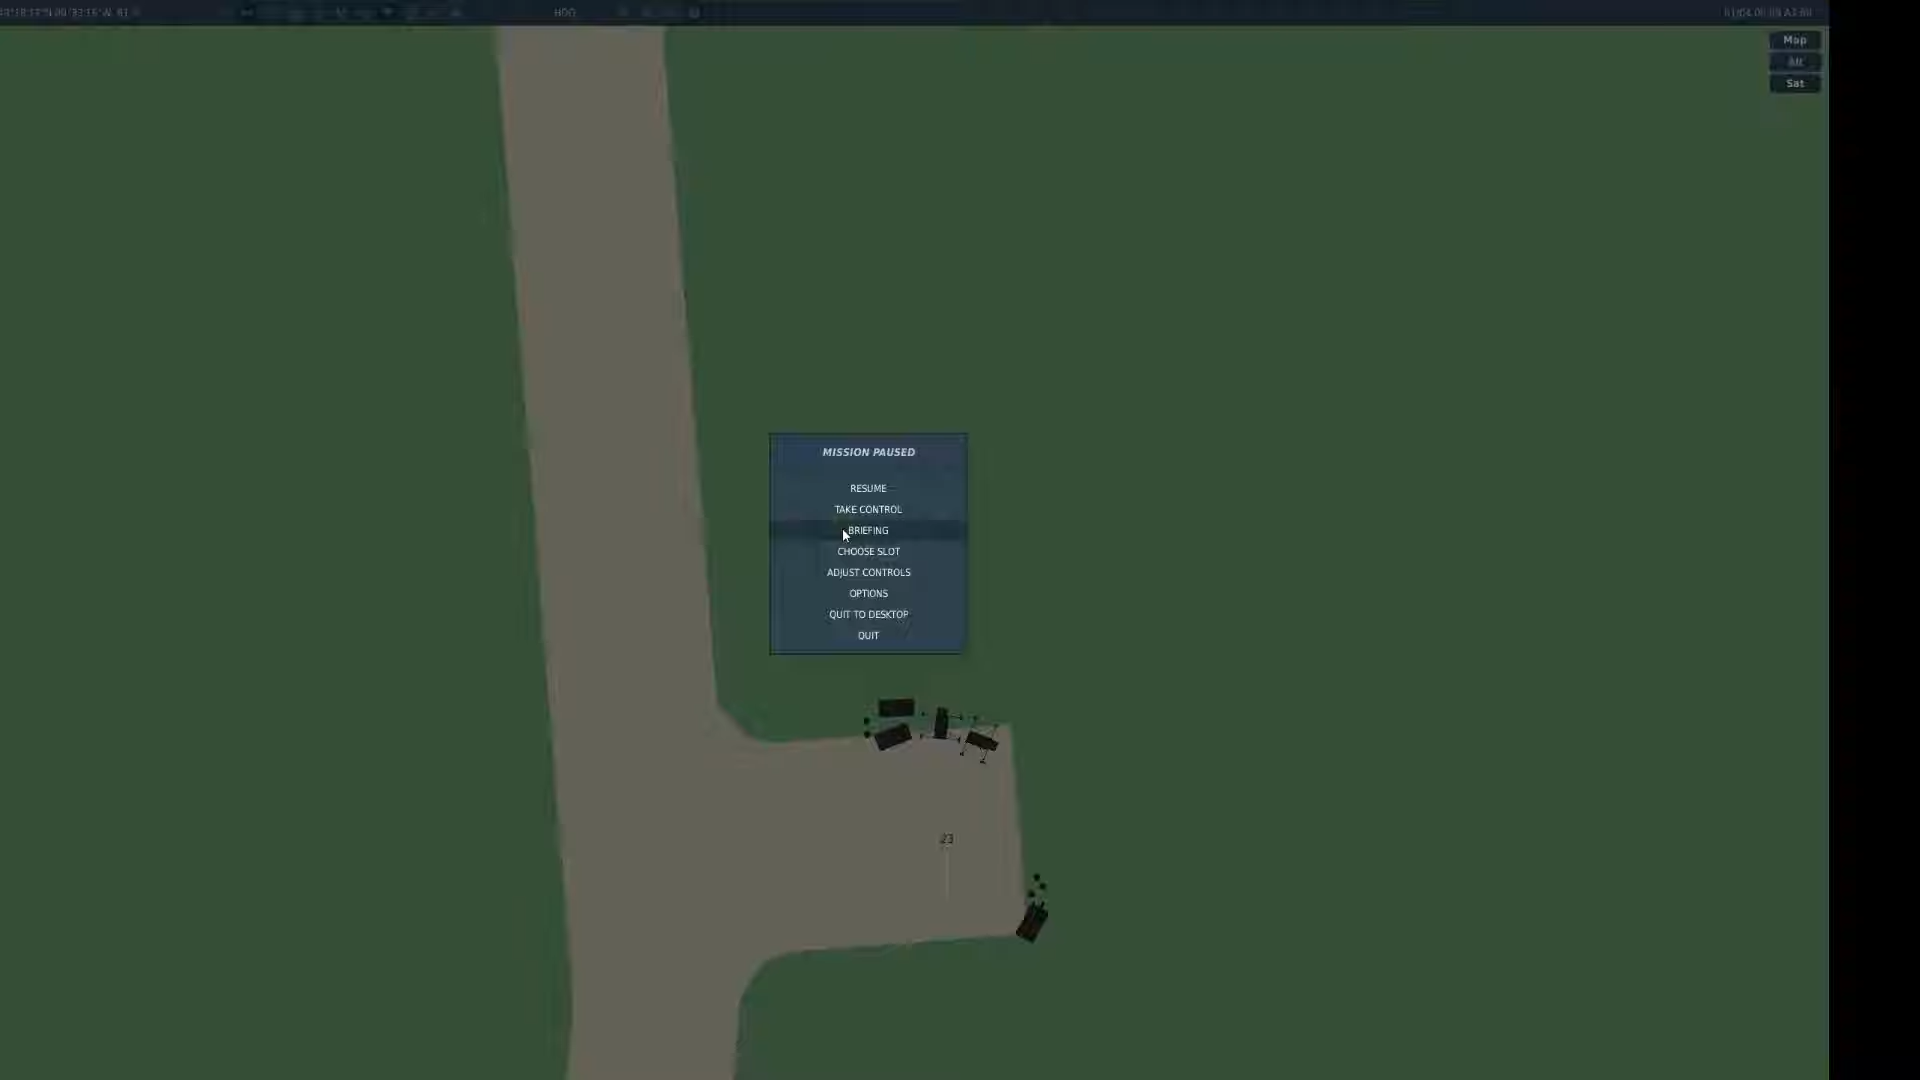 HDG
Map
Alt
Sat
MISSION PAUSED
RESUME
TAKE CONTROL
BRIEFING
CHOOSE SLOT
ADJUST CONTROLS
OPTIONS
QUIT TO DESKTOP
QUIT
23